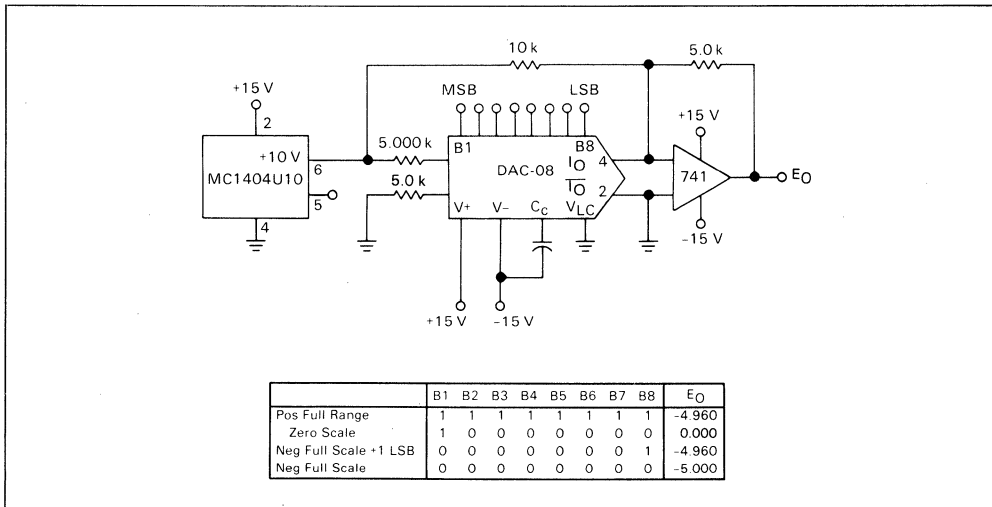 10 k
5.0 k
MSB LSB
+15 V
2
+15 V
5.000 k
B1 B8
+10 V
6
DAC-08
IO 4
MC1404U10
5.0 k
IO 2
741
EO
5
V+ V- CC VLC
4
-15 V
+15 V -15 V
B1 B2 B3 B4 B5 B6 B7 B8 EO
Pos Full Range 1 1 1 1 1 1 1 1 -4.960
Zero Scale 1 0 0 0 0 0 0 0 0.000
Neg Full Scale +1 LSB 0 0 0 0 0 0 0 1 -4.960
Neg Full Scale 0 0 0 0 0 0 0 0 -5.000